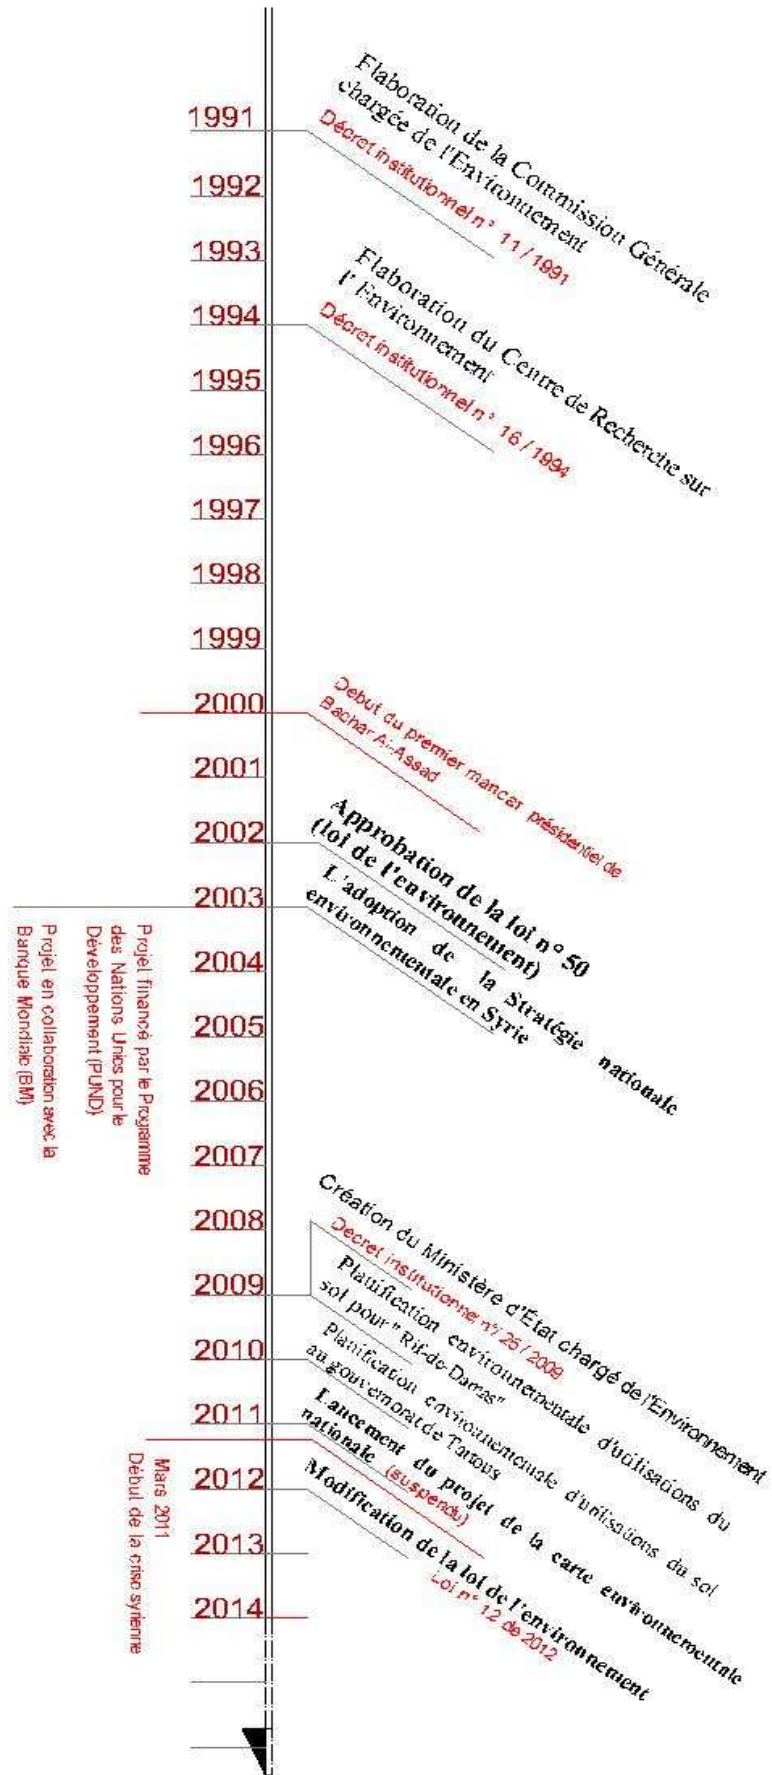 1991
Elaboration de la Commission Générale
chargée de l'Environnement
Décret institutionnel n° 11 / 1991
1992
1993
1994
Elaboration du Centre de Recherche sur
l'Environnement
Décret institutionnel n° 16 / 1994
1995
1996
1997
1998
1999
2000
Debut du premier mandat présidentiel de
Bachar Al-Assad
2001
2002
Approbation de la loi n° 50
(loi de l'environnement)
2003
L'adoption de la Stratégie nationale
environnementale en Syrie
Projet financé par le Programme
des Nations Unies pour le
Développement (PUND)
Projet en collaboration avec la
Banque Mondiale (BM)
2004
2005
2006
2007
2008
2009
Création du Ministère d'État chargé de l'Environnement
Decret institutionnel n°/ 25 / 2009
Planification environnementale d'utilisations du
sol pour " Rif-de-Damas"
2010
Planification environnementale d'utilisations du sol
au gouvernorat de Tartous
2011
Lancement du projet de la carte environnementale
nationale (suspendu)
Mars 2011
Début de la crise syrienne
2012
Modification de la loi de l'environnement
Loi n° 12 de 2012
2013
2014